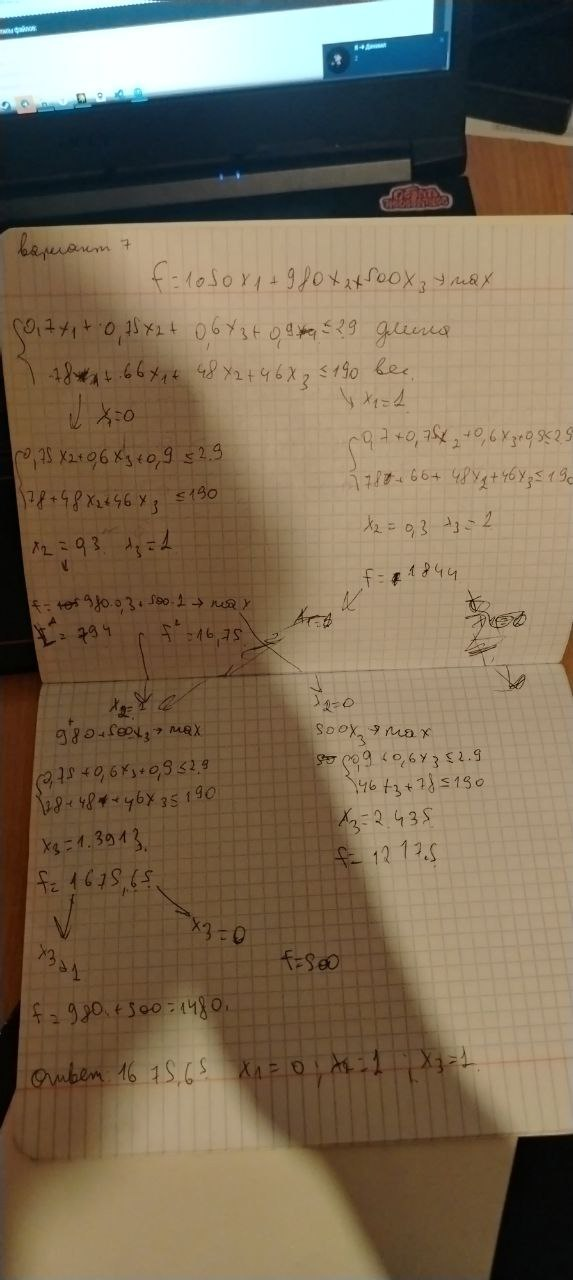 типы файлов:
вариант 7
f=1050x1+980x2+500x3→max
0,7x1+0,75x2+ 0,6x3+0,9 ≤2.9 длина
78+66x1+ 48x2+46x3 ≤190 вес.
x1=0
x1=1
0,75x2+0,6x3+0,9 ≤2.9
78+48x2+46x3 ≤190
0,7+0,75x2+0,6x3+0,9≤2.9
78+66+48x2+46x3≤190
x2=0,3 x3=1
x2=0,3 x3=1
f=1844
f=980.0,3+500.1→max
=794
=16,75
x2=1
x2=0
980+500x3→max
500x3→max
0,75+0,6x3+0,9≤2.9
78+48+46x3≤190
0,9+0,6x3≤2.9
46x3+78≤190
x3=1.3913.
x3=2.435
f=1675,65
f=1217.5
x3=1
x3=0
f=500
f=980.+500=1480.
Ответ: 1675,65 x1=0; x2=1; x3=1.